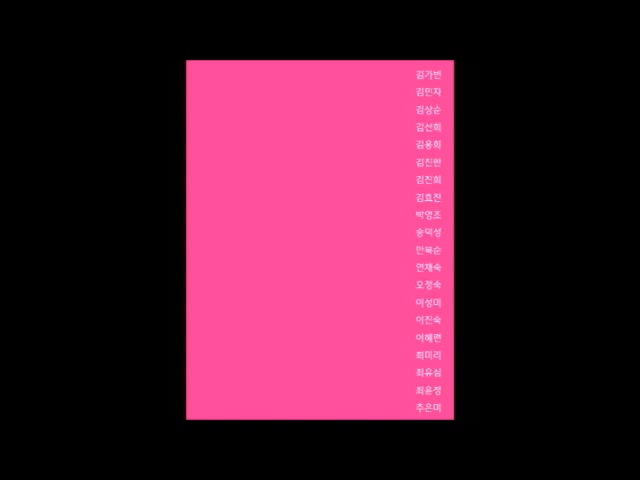 김가빈
김민자
김상순
김선희
김용희
김진란
김진희
김효진
박영조
송덕성
안복순
연재숙
오정숙
이성미
이진숙
이혜련
최미리
최유심
최윤정
추은미